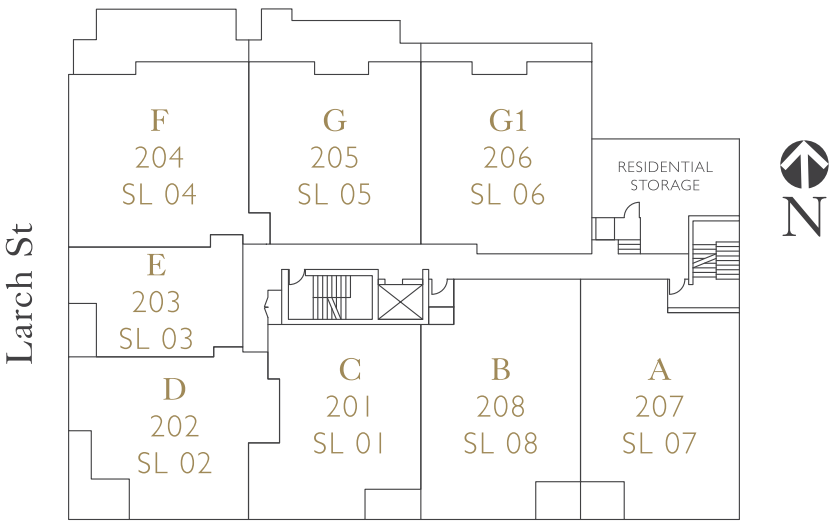 F
204
SL 04
G
205
SL 05
G1
206
SL 06
RESIDENTIAL
STORAGE
N
Larch St
E
203
SL 03
D
202
SL 02
C
201
SL 01
B
208
SL 08
A
207
SL 07